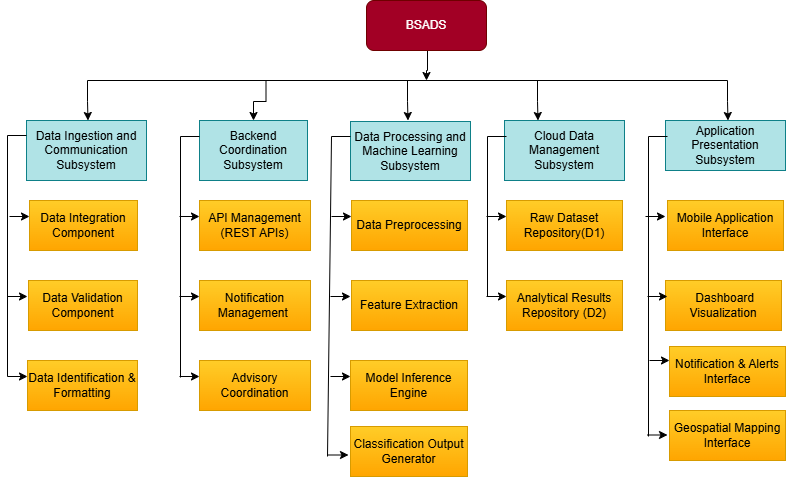 BSADS
Data Ingestion and
Communication
Subsystem
Data Integration
Component
Data Validation
Component
Data Identification &
Formatting
Backend
Coordination
Subsystem
API Management
(REST APIs)
Notification
Management
Advisory
Coordination
Data Processing and
Machine Learning
Subsystem
Data Preprocessing
Feature Extraction
Model Inference
Engine
Classification Output
Generator
Cloud Data
Management
Subsystem
Raw Dataset
Repository(D1)
Analytical Results
Repository (D2)
Application
Presentation
Subsystem
Mobile Application
Interface
Dashboard
Visualization
Notification & Alerts
Interface
Geospatial Mapping
Interface